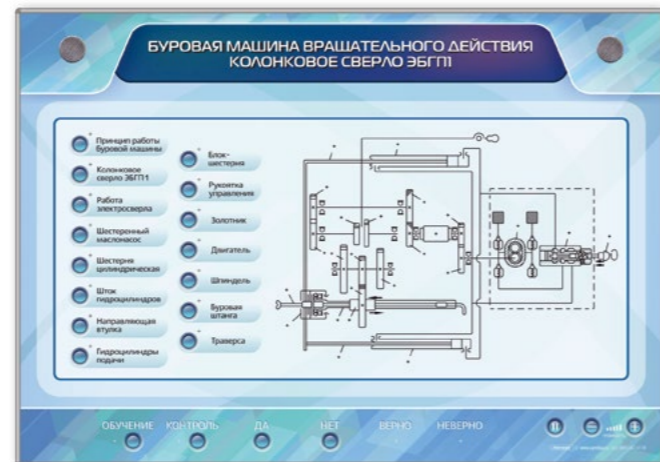 БУРОВАЯ МАШИНА ВРАЩАТЕЛЬНОГО ДЕЙСТВИЯ
КОЛОНКОВОЕ СВЕРЛО ЭБГП1
Принцип работы
буровой машины
Колонковое
сверло ЭБГП1
Работа
электросверла
Шестеренный
маслонасос
Шестерня
цилиндрическая
Шток
гидроцилиндров
Направляющая
втулка
Гидроцилиндры
подачи
Блок-
шестерня
Рукоятка
управления
Золотник
Двигатель
Шпиндель
Буровая
штанга
Траверса
ОБУЧЕНИЕ КОНТРОЛЬ ДА НЕТ ВЕРНО НЕВЕРНО